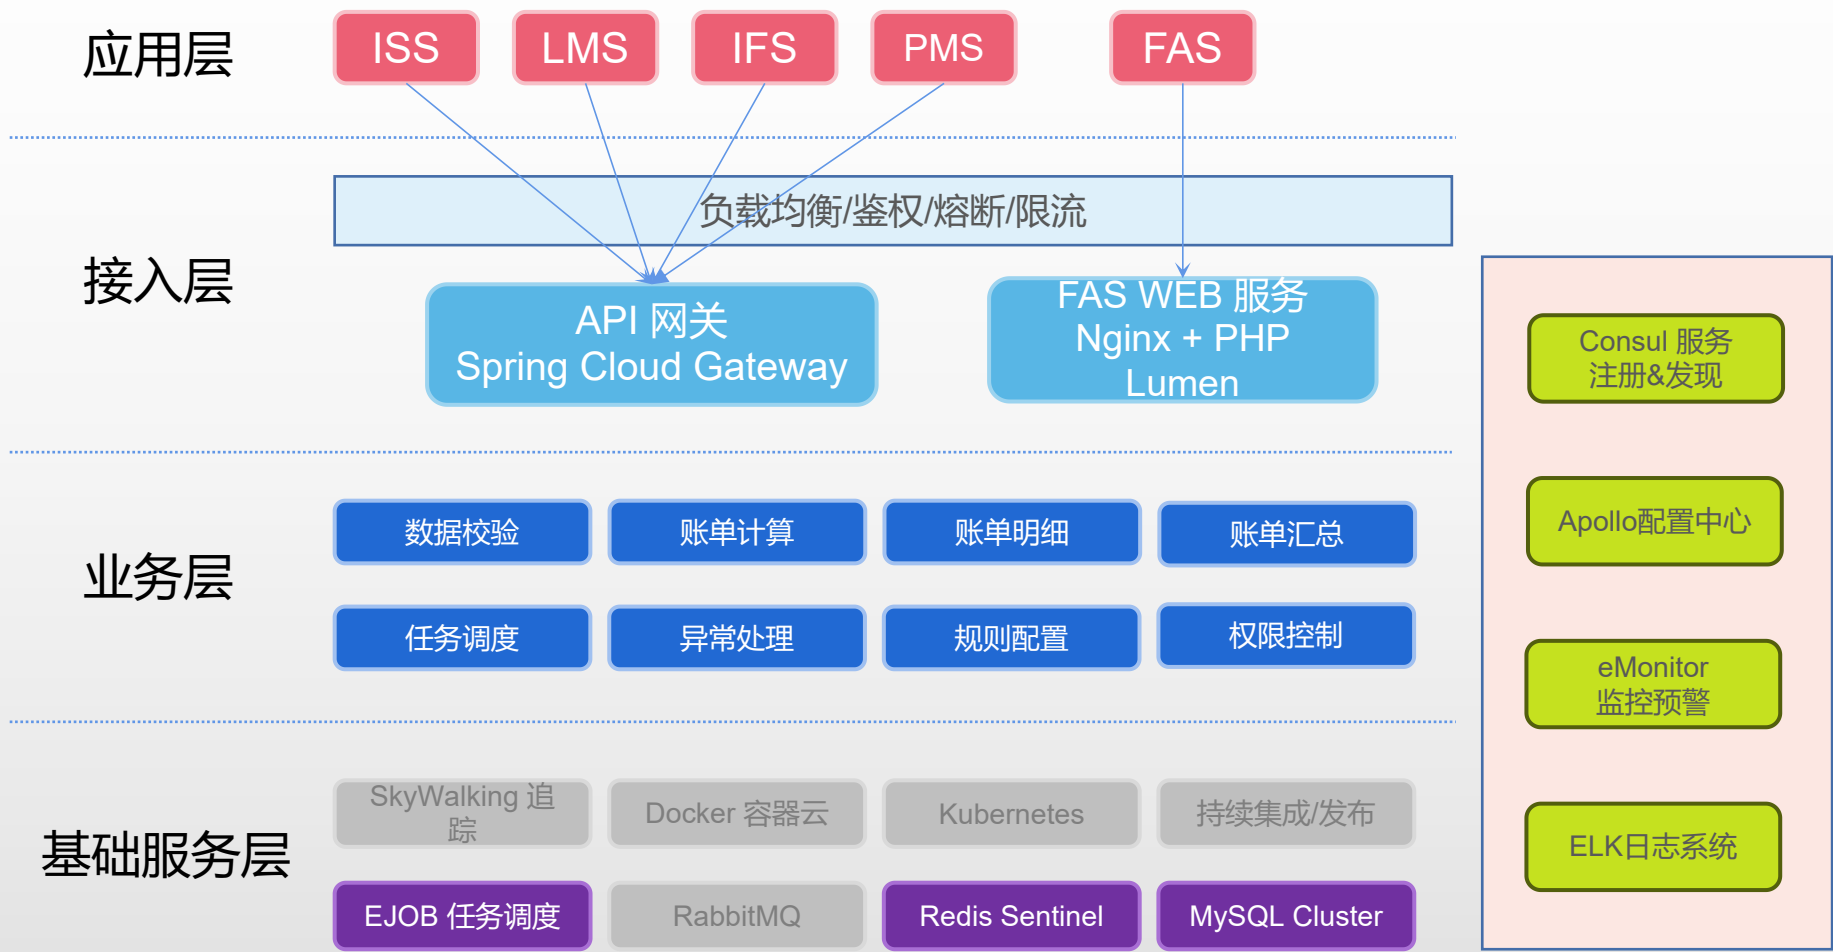 应用层
ISS
LMS
IFS
PMS
FAS
接入层
负载均衡/鉴权/熔断/限流
API 网关
Spring Cloud Gateway
FAS WEB 服务
Nginx + PHP
Lumen
业务层
数据校验
账单计算
账单明细
账单汇总
任务调度
异常处理
规则配置
权限控制
基础服务层
SkyWalking 追
踪
Docker 容器云
Kubernetes
持续集成/发布
EJOB 任务调度
RabbitMQ
Redis Sentinel
MySQL Cluster
Consul 服务
注册&发现
Apollo配置中心
eMonitor
监控预警
ELK日志系统